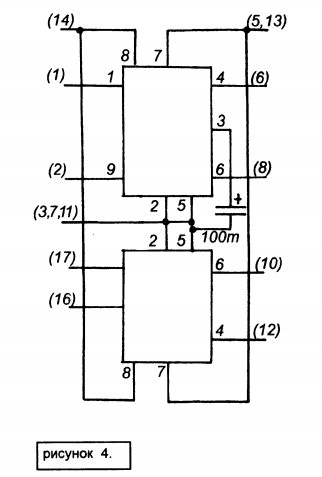 (14) (5,13)
8 7
(1) 1 4 (6)
3
(2) 9 6 (8)
2 5 +
(3,7,11)
100m
2 5
(17) 6 (10)
(16)
4 (12)
8 7
рисунок 4.